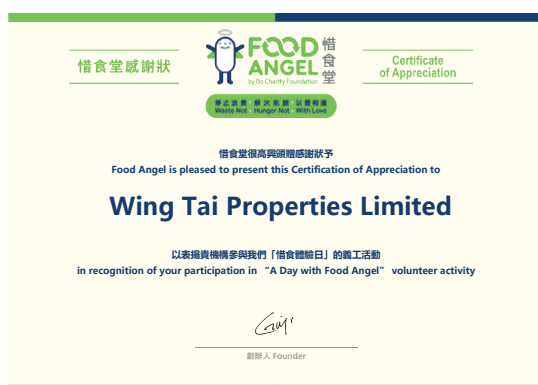 惜食堂感謝狀
FOOD
ANGEL
by Bo Charity Foundation
惜食堂
Certificate
of Appreciation
停止浪費 解決飢餓 以愛相連
Waste Not Hunger Not With Love
惜食堂很高興頒贈感謝狀予
Food Angel is pleased to present this Certification of Appreciation to
Wing Tai Properties Limited
以表揚貴機構參與我們「惜食體驗日」的義工活動
in recognition of your participation in “A Day with Food Angel” volunteer activity
創辦人 Founder